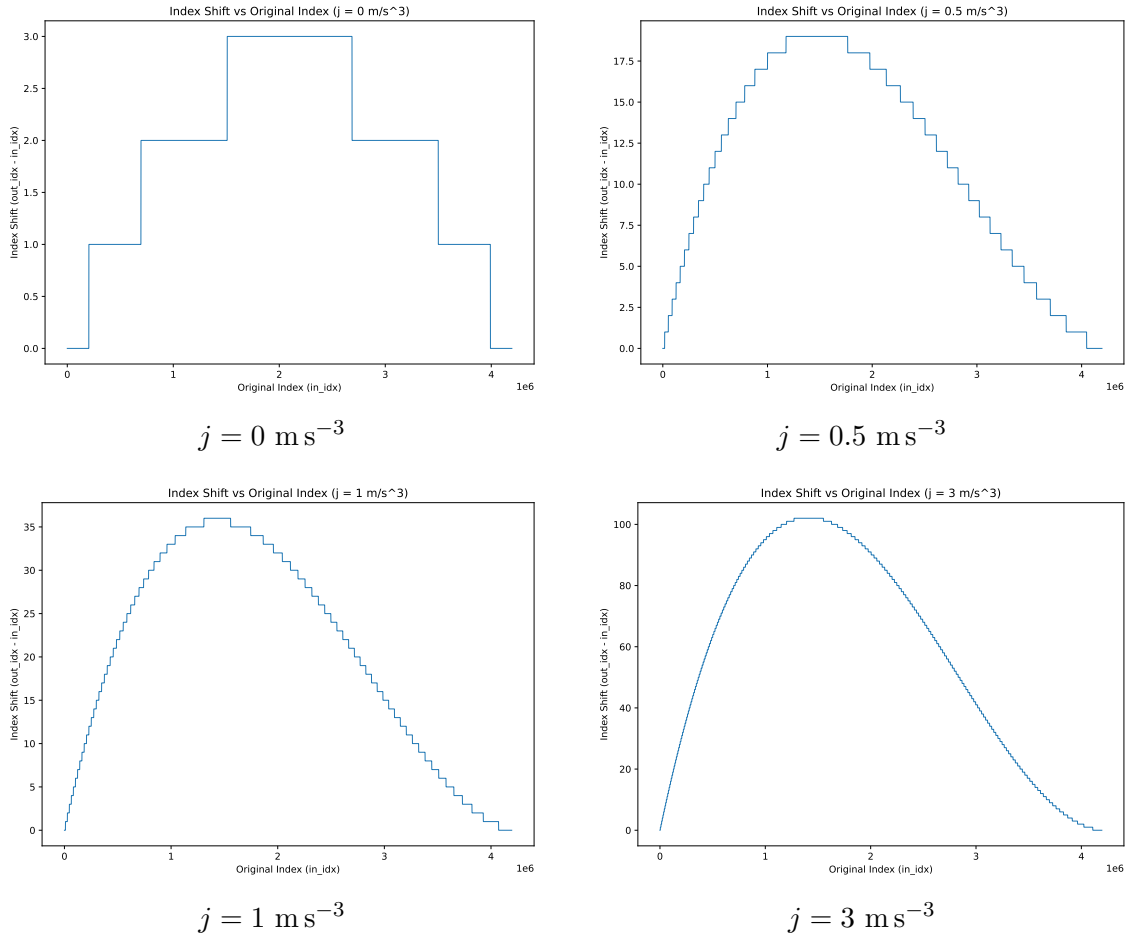 Index Shift vs Original Index (j = 0 m/s^3)
Index Shift (out_idx - in_idx)
3.0
2.5
2.0
1.5
1.0
0.5
0.0
0 1 2 3 4
1e6
Original Index (in_idx)
j = 0 m s−3
Index Shift vs Original Index (j = 0.5 m/s^3)
Index Shift (out_idx - in_idx)
17.5
15.0
12.5
10.0
7.5
5.0
2.5
0.0
0 1 2 3 4
1e6
Original Index (in_idx)
j = 0.5 m s−3
Index Shift vs Original Index (j = 1 m/s^3)
Index Shift (out_idx - in_idx)
35
30
25
20
15
10
5
0
0 1 2 3 4
1e6
Original Index (in_idx)
j = 1 m s−3
Index Shift vs Original Index (j = 3 m/s^3)
Index Shift (out_idx - in_idx)
100
80
60
40
20
0
0 1 2 3 4
1e6
Original Index (in_idx)
j = 3 m s−3